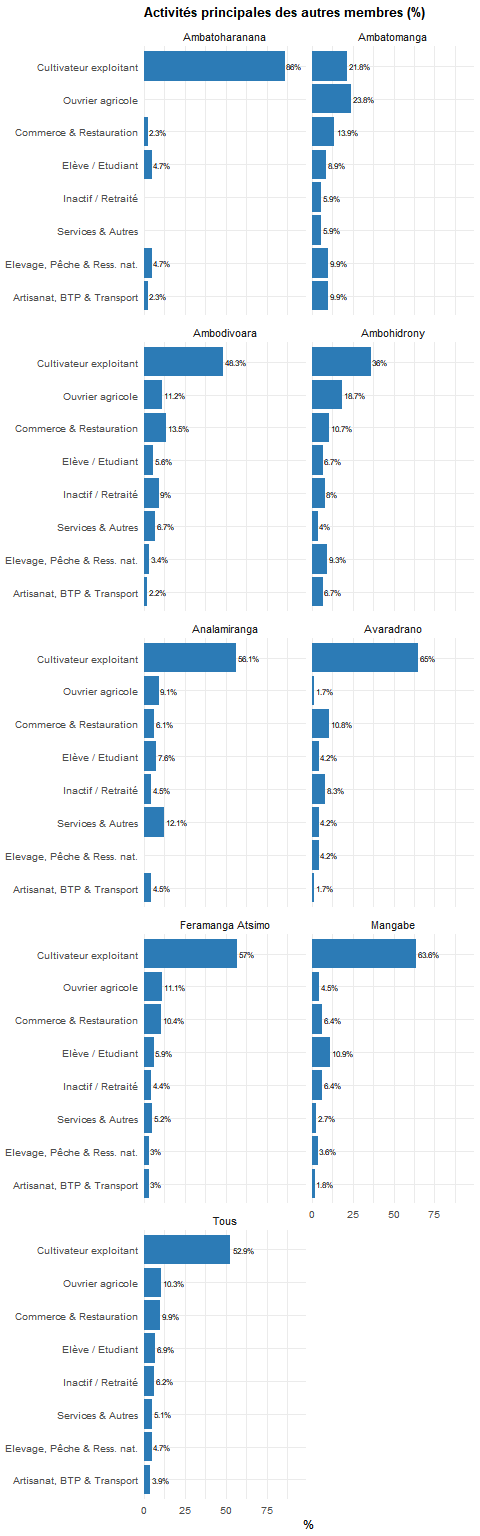 Activités principales des autres membres (%)
Ambatoharanana Ambatomanga
Cultivateur exploitant 86% 21.8%
Ouvrier agricole 23.8%
Commerce & Restauration 2.3% 13.9%
Elève / Etudiant 4.7% 8.9%
Inactif / Retraité 5.9%
Services & Autres 5.9%
Elevage, Pêche & Ress. nat. 4.7% 9.9%
Artisanat, BTP & Transport 2.3% 9.9%
Ambodivoara Ambohidrony
Cultivateur exploitant 48.3% 36%
Ouvrier agricole 11.2% 18.7%
Commerce & Restauration 13.5% 10.7%
Elève / Etudiant 5.6% 6.7%
Inactif / Retraité 9% 8%
Services & Autres 6.7% 4%
Elevage, Pêche & Ress. nat. 3.4% 9.3%
Artisanat, BTP & Transport 2.2% 6.7%
Analamiranga Avaradrano
Cultivateur exploitant 56.1% 65%
Ouvrier agricole 9.1% 1.7%
Commerce & Restauration 6.1% 10.8%
Elève / Etudiant 7.6% 4.2%
Inactif / Retraité 4.5% 8.3%
Services & Autres 12.1% 4.2%
Elevage, Pêche & Ress. nat. 4.2%
Artisanat, BTP & Transport 4.5% 1.7%
Feramanga Atsimo Mangabe
Cultivateur exploitant 57% 63.6%
Ouvrier agricole 11.1% 4.5%
Commerce & Restauration 10.4% 6.4%
Elève / Etudiant 5.9% 10.9%
Inactif / Retraité 4.4% 6.4%
Services & Autres 5.2% 2.7%
Elevage, Pêche & Ress. nat. 3% 3.6%
Artisanat, BTP & Transport 3% 1.8%
0 25 50 75
Tous
Cultivateur exploitant 52.9%
Ouvrier agricole 10.3%
Commerce & Restauration 9.9%
Elève / Etudiant 6.9%
Inactif / Retraité 6.2%
Services & Autres 5.1%
Elevage, Pêche & Ress. nat. 4.7%
Artisanat, BTP & Transport 3.9%
0 25 50 75
%